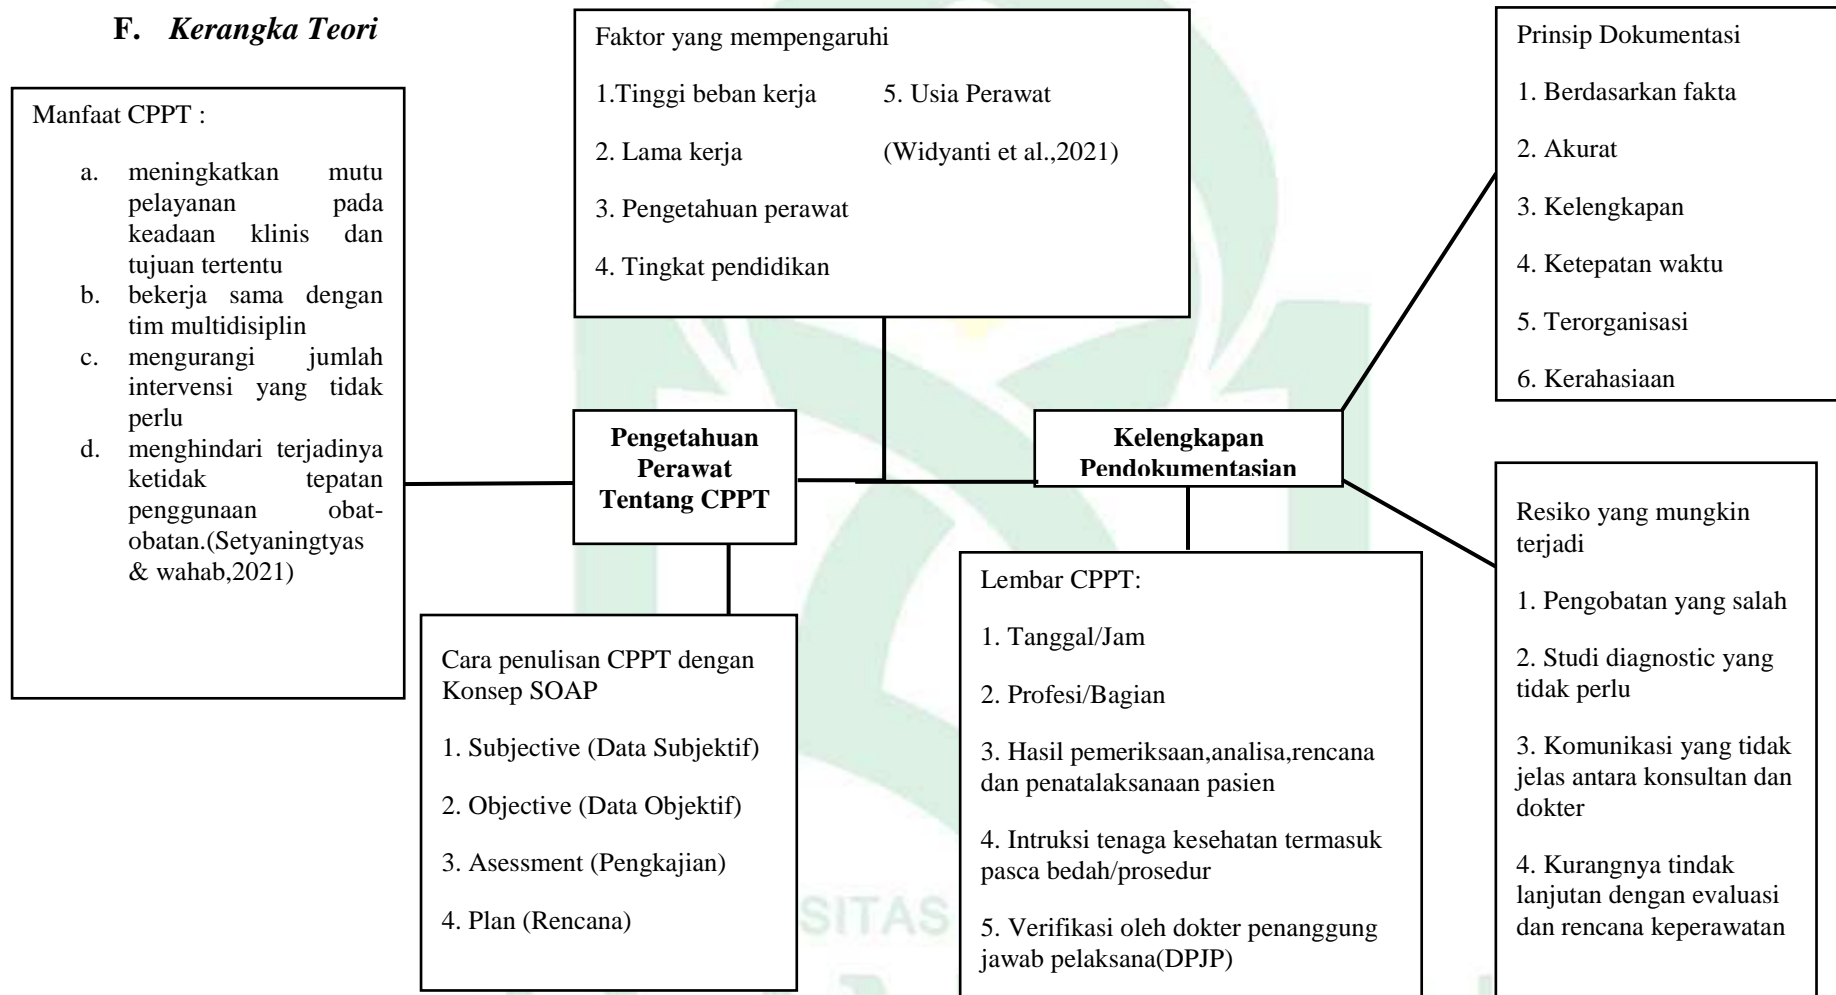 F. Kerangka Teori
Manfaat CPPT :
a. meningkatkan mutu
pelayanan pada
keadaan klinis dan
tujuan tertentu
b. bekerja sama dengan
tim multidisiplin
c. mengurangi jumlah
intervensi yang tidak
perlu
d. menghindari terjadinya
ketidak tepatan
penggunaan obat-
obatan.(Setyaningtyas
& wahab,2021)
Faktor yang mempengaruhi
1.Tinggi beban kerja 5. Usia Perawat
2. Lama kerja (Widyanti et al.,2021)
3. Pengetahuan perawat
4. Tingkat pendidikan
Prinsip Dokumentasi
1. Berdasarkan fakta
2. Akurat
3. Kelengkapan
4. Ketepatan waktu
5. Terorganisasi
6. Kerahasiaan
Pengetahuan
Perawat
Tentang CPPT
Kelengkapan
Pendokumentasian
Cara penulisan CPPT dengan
Konsep SOAP
1. Subjective (Data Subjektif)
2. Objective (Data Objektif)
3. Asessment (Pengkajian)
4. Plan (Rencana)
Lembar CPPT:
1. Tanggal/Jam
2. Profesi/Bagian
3. Hasil pemeriksaan,analisa,rencana
dan penatalaksanaan pasien
4. Intruksi tenaga kesehatan termasuk
pasca bedah/prosedur
5. Verifikasi oleh dokter penanggung
jawab pelaksana(DPJP)
Resiko yang mungkin
terjadi
1. Pengobatan yang salah
2. Studi diagnostic yang
tidak perlu
3. Komunikasi yang tidak
jelas antara konsultan dan
dokter
4. Kurangnya tindak
lanjutan dengan evaluasi
dan rencana keperawatan
SITAS